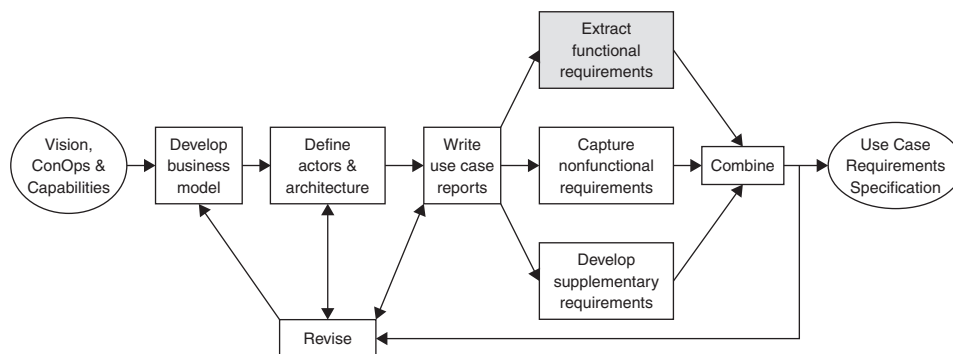 Vision,
ConOps &
Capabilities
Develop
business
model
Define
actors &
architecture
Write
use case
reports
Extract
functional
requirements
Capture
nonfunctional
requirements
Develop
supplementary
requirements
Combine
Use Case
Requirements
Specification
Revise